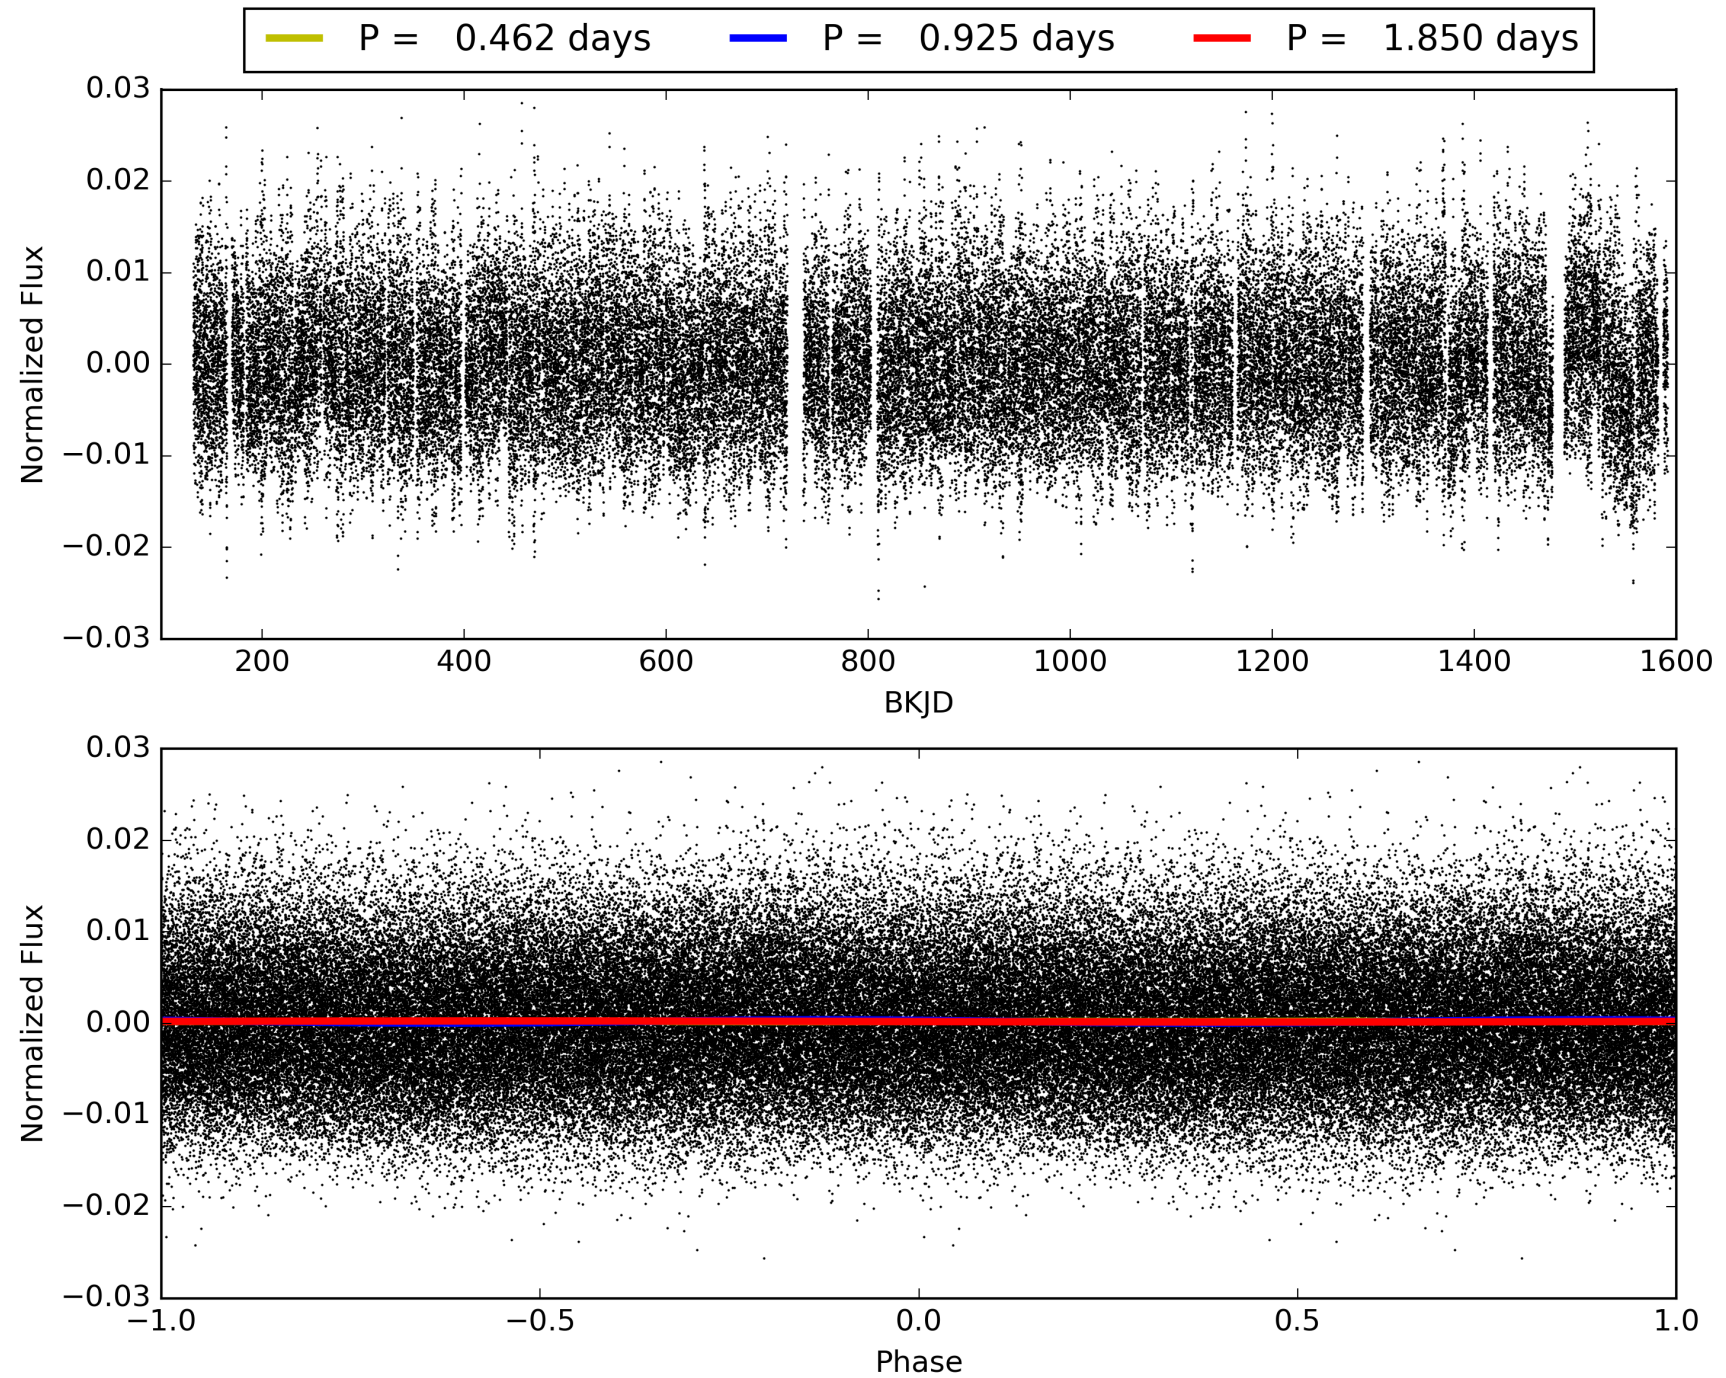 P = 0.462 days P = 0.925 days P = 1.850 days
0.03
0.02
0.01
0.00
−0.01
−0.02
−0.03
Normalized Flux
200 400 600 800 1000 1200 1400 1600
BKJD
0.03
0.02
0.01
0.00
−0.01
−0.02
−0.03
Normalized Flux
−1.0 −0.5 0.0 0.5 1.0
Phase